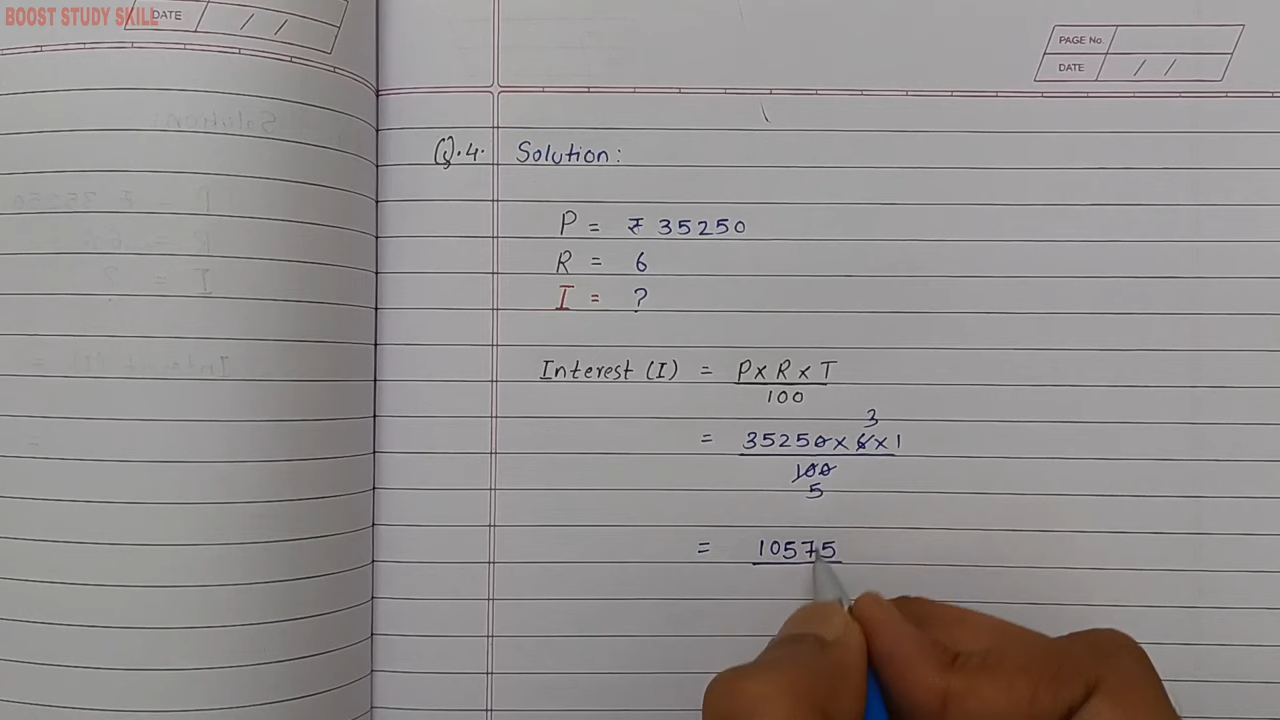 BOOST STUDY SKILL
DATE / /
PAGE No.
DATE / /
Q.4. Solution:
P = ₹ 35250
R = 6
I = ?
Interest (I) = P x R x T
100
3
= 35250 x 6 x 1
100
5
= 10575